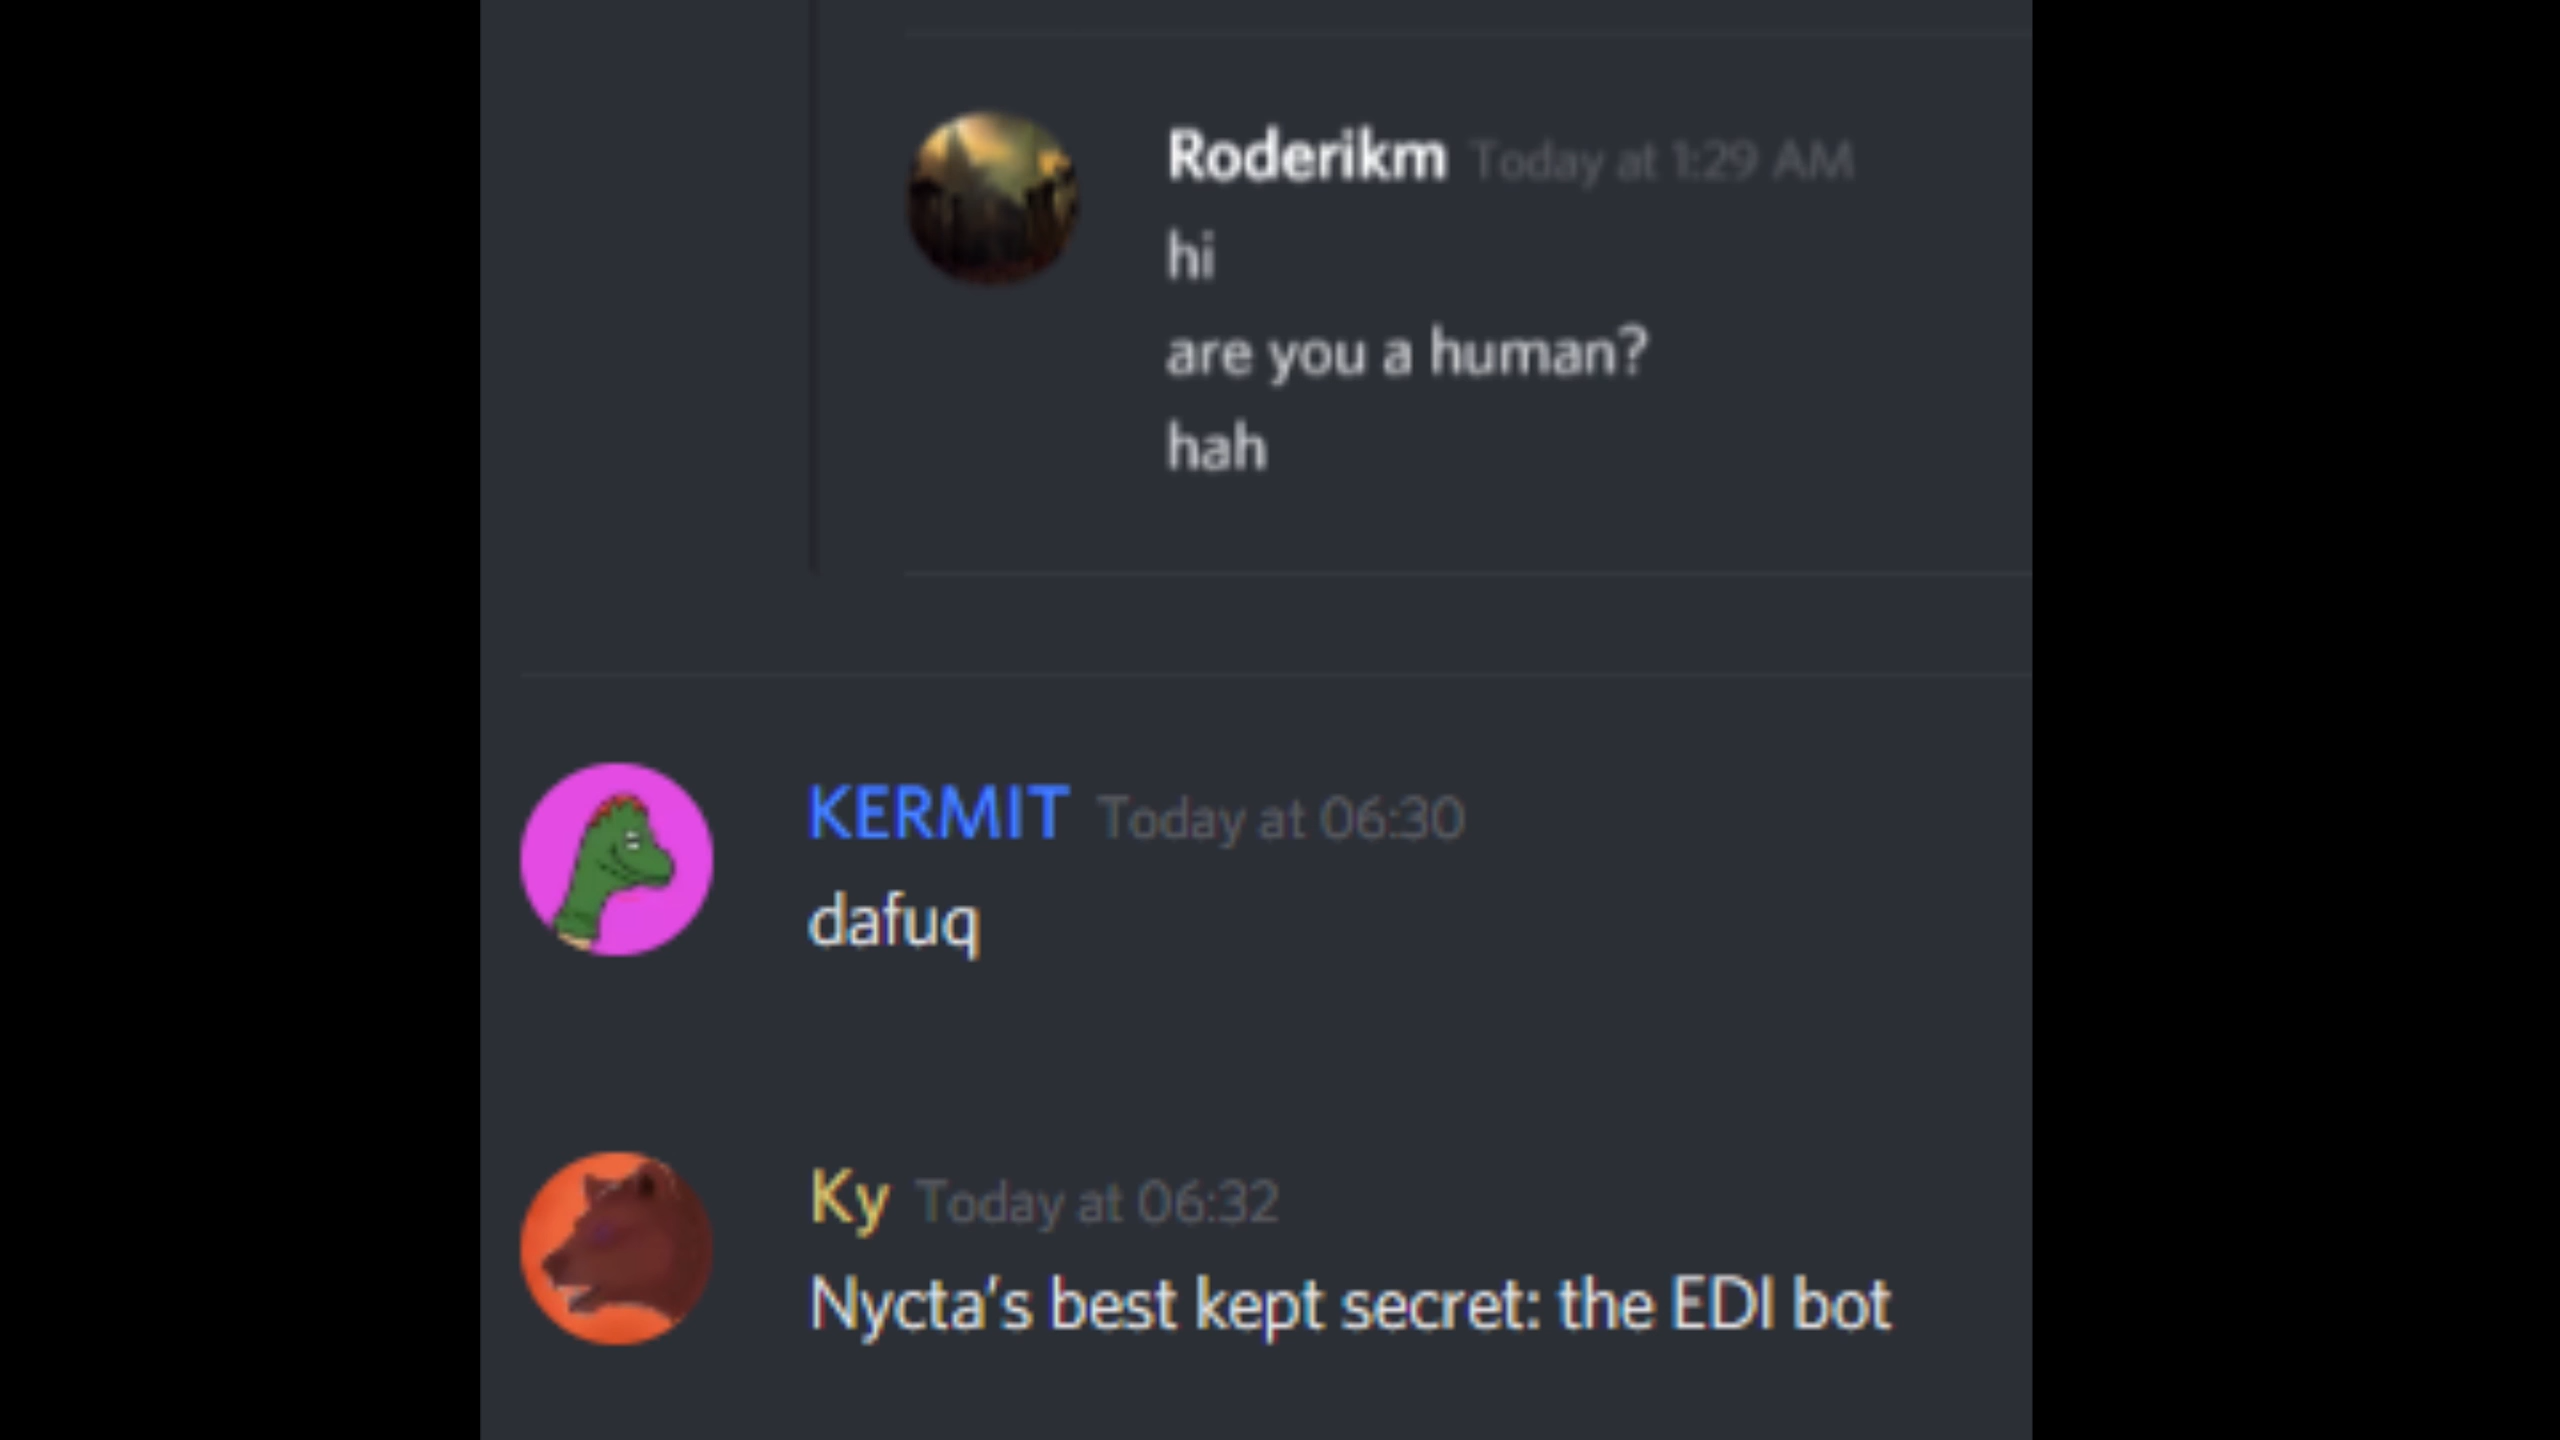 Roderikm Today at 1:29 AM
hi
are you a human?
hah
KERMIT Today at 06:30
dafuq
Ky Today at 06:32
Nycta's best kept secret: the EDI bot